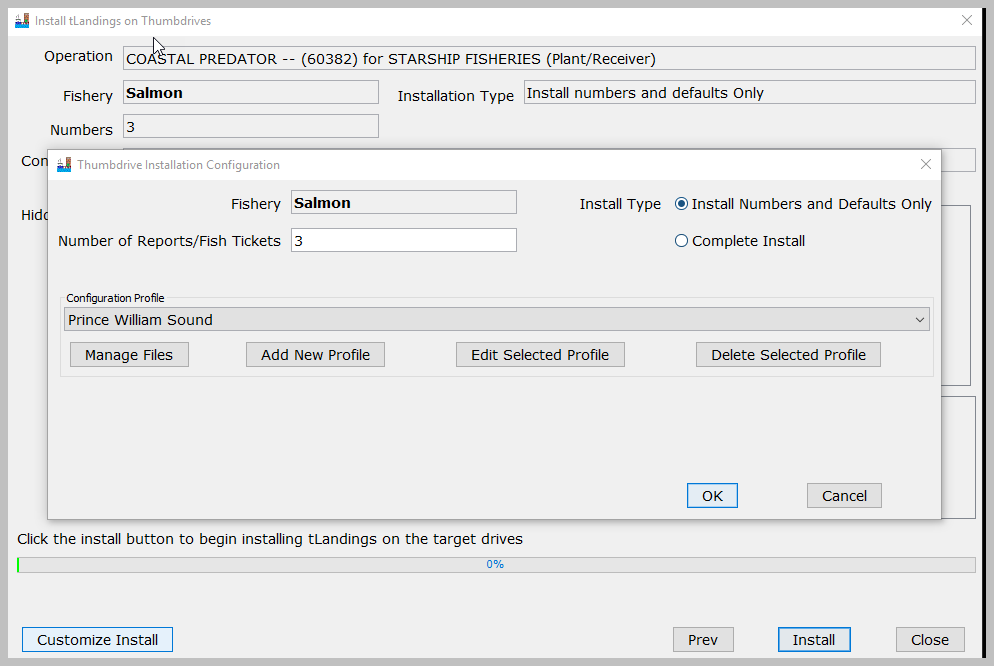 Install tLandings on Thumbdrives
Operation COASTAL PREDATOR -- (60382) for STARSHIP FISHERIES (Plant/Receiver)
Fishery Salmon Installation Type Install numbers and defaults Only
Numbers 3
Con
Thumbdrive Installation Configuration
Hidd
Fishery Salmon Install Type Install Numbers and Defaults Only
Number of Reports/Fish Tickets 3 Complete Install
Configuration Profile
Prince William Sound
Manage Files Add New Profile Edit Selected Profile Delete Selected Profile
OK Cancel
Click the install button to begin installing tLandings on the target drives
0%
Customize Install Prev Install Close